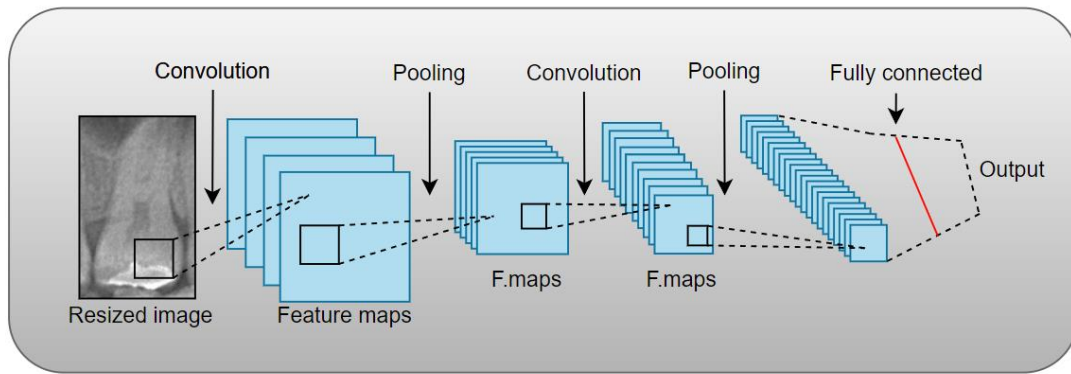 Convolution
Pooling
Convolution
Pooling
Fully connected
Output
Resized image
Feature maps
F.maps
F.maps